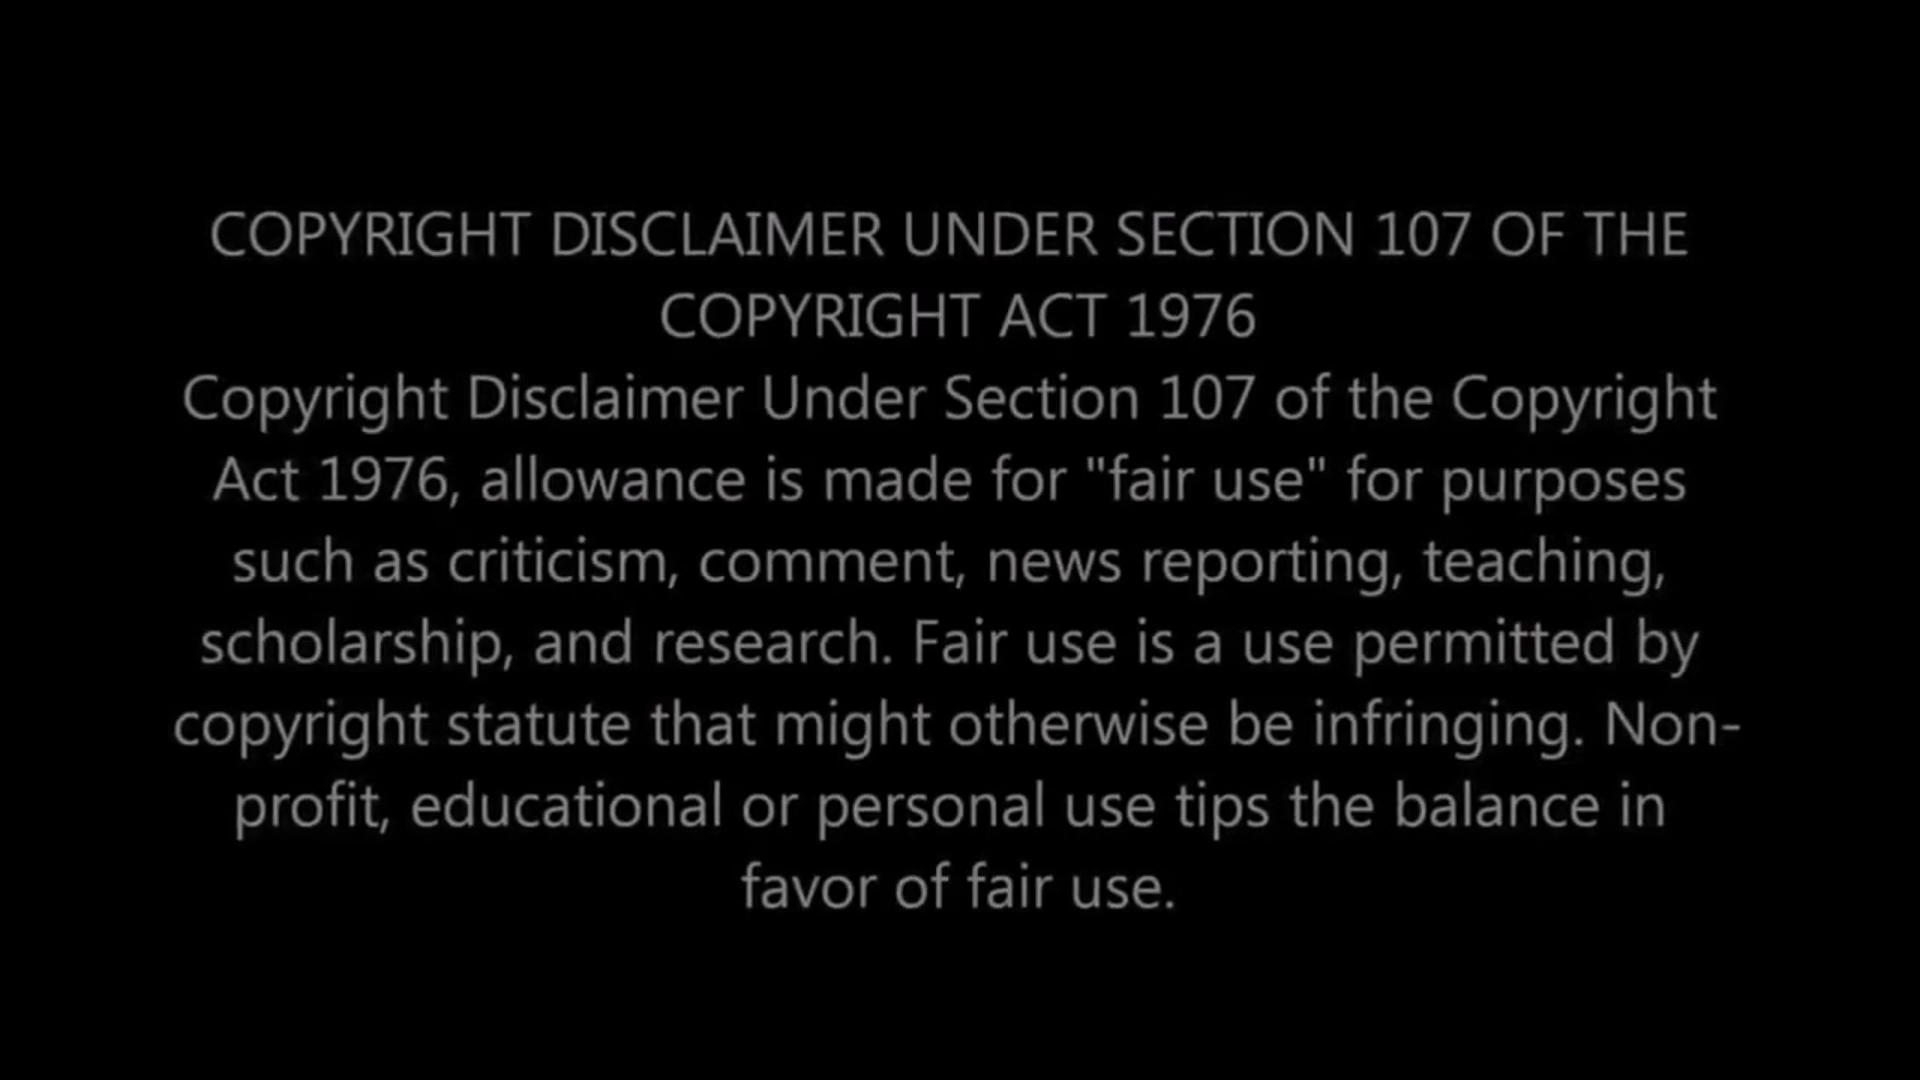 COPYRIGHT DISCLAIMER UNDER SECTION 107 OF THE
COPYRIGHT ACT 1976
Copyright Disclaimer Under Section 107 of the Copyright
Act 1976, allowance is made for "fair use" for purposes
such as criticism, comment, news reporting, teaching,
scholarship, and research. Fair use is a use permitted by
copyright statute that might otherwise be infringing. Non-
profit, educational or personal use tips the balance in
favor of fair use.